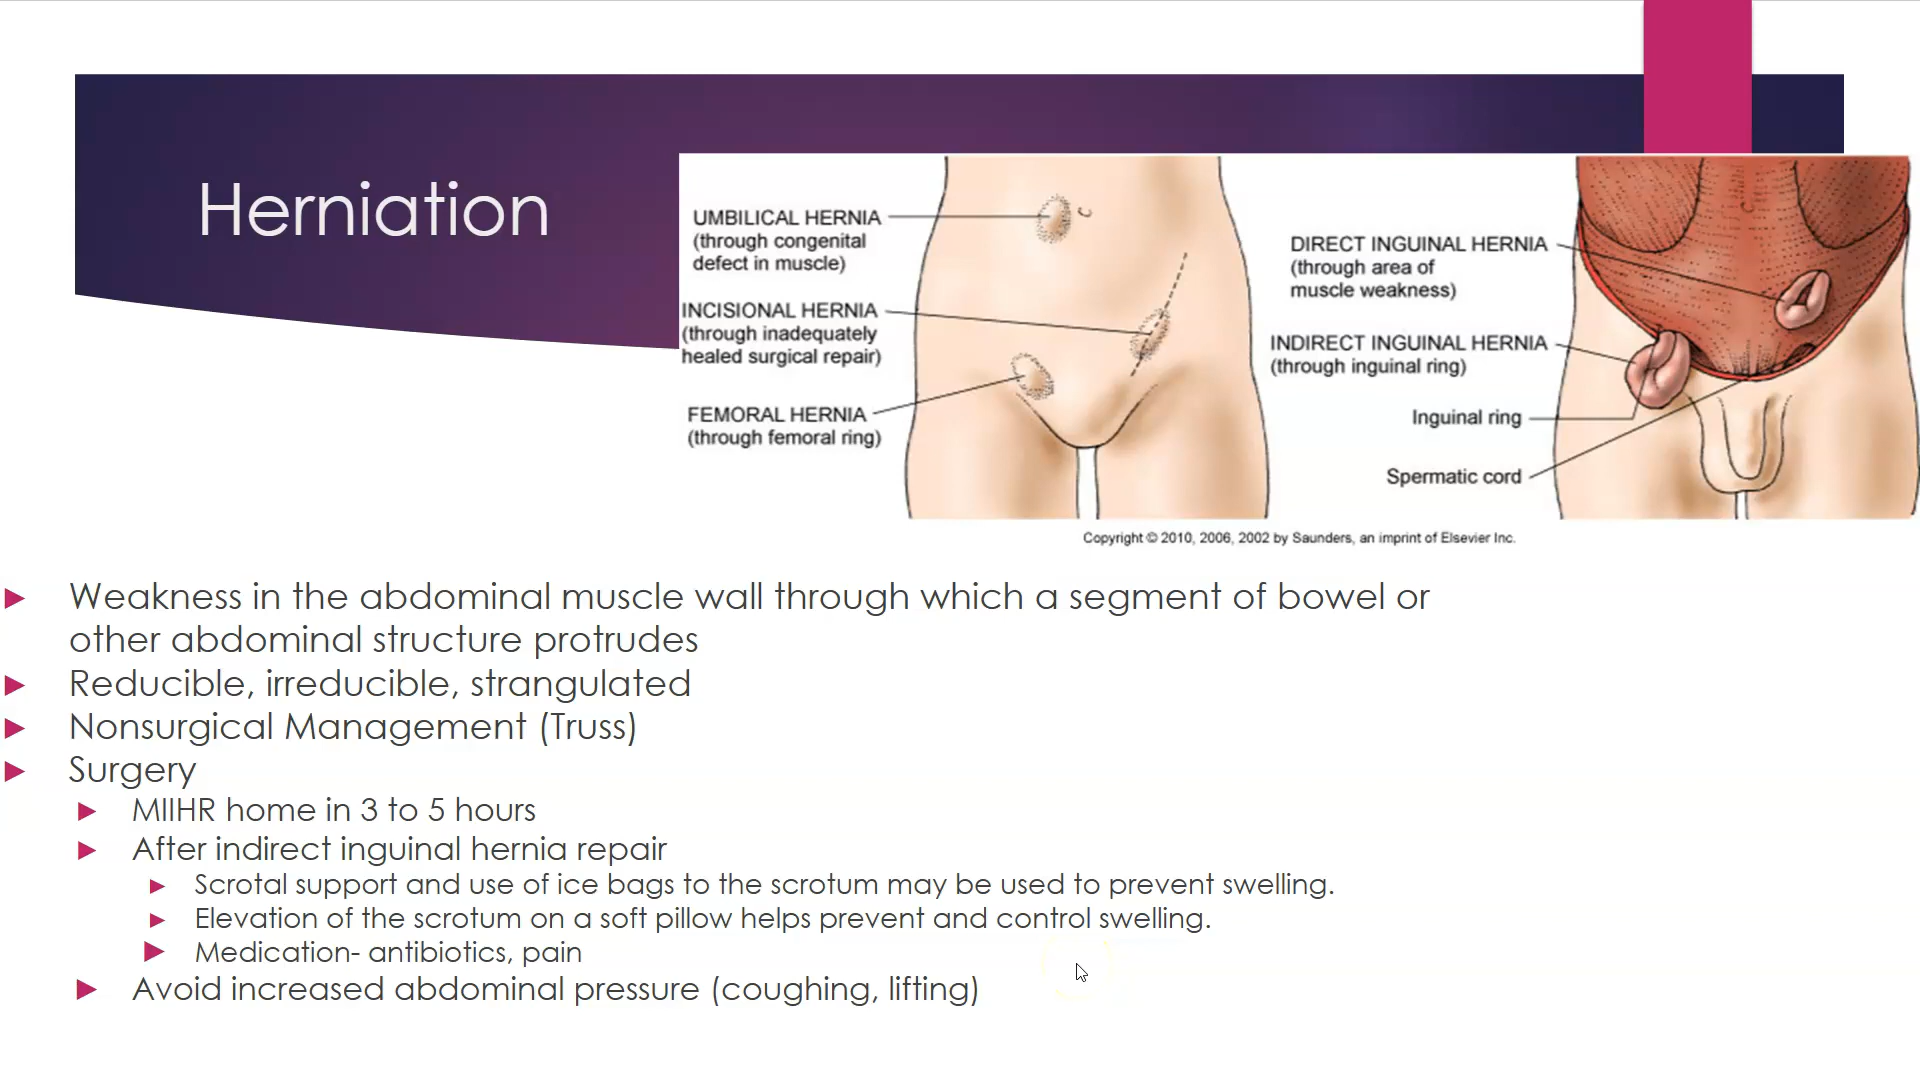 Herniation
UMBILICAL HERNIA
(through congenital
defect in muscle)
INCISIONAL HERNIA
(through inadequately
healed surgical repair)
FEMORAL HERNIA
(through femoral ring)
DIRECT INGUINAL HERNIA
(through area of
muscle weakness)
INDIRECT INGUINAL HERNIA
(through inguinal ring)
Inguinal ring
Spermatic cord
Copyright © 2010, 2006, 2002 by Saunders, an imprint of Elsevier Inc.
Weakness in the abdominal muscle wall through which a segment of bowel or
other abdominal structure protrudes
Reducible, irreducible, strangulated
Nonsurgical Management (Truss)
Surgery
MIIHR home in 3 to 5 hours
After indirect inguinal hernia repair
Scrotal support and use of ice bags to the scrotum may be used to prevent swelling.
Elevation of the scrotum on a soft pillow helps prevent and control swelling.
Medication- antibiotics, pain
Avoid increased abdominal pressure (coughing, lifting)